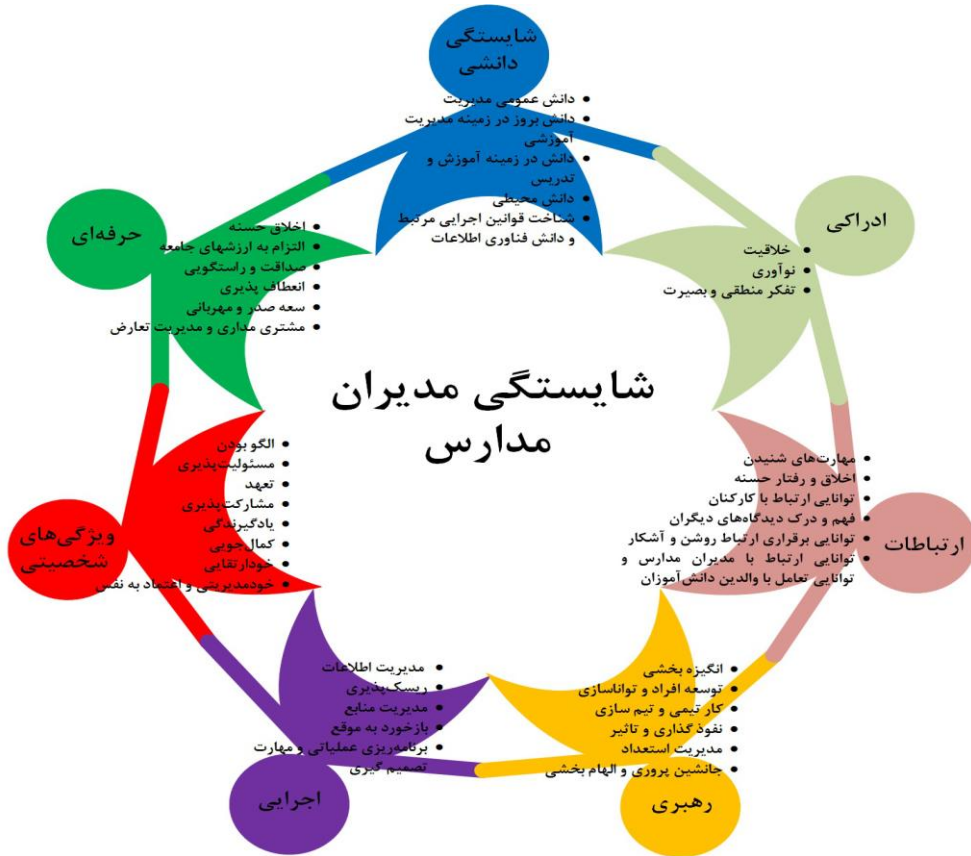 شایستگی
دانشی
• دانش عمومی مدیریت
• دانش بروز در زمینه مدیریت
آموزشی
• دانش در زمینه آموزش و
تدریس
• دانش محیطی
• شناخت قوانین اجرایی مرتبط
و دانش فناوری اطلاعات
ادراکی
• خلاقیت
• نوآوری
• تفکر منطقی و بصیرت
حرفه‌ای
• اخلاق حسنه
• التزام به ارزشهای جامعه
• صداقت و راستگویی
• انعطاف پذیری
• سعه صدر و مهربانی
• مشتری مداری و مدیریت تعارض
شایستگی مدیران
مدارس
ارتباطات
• مهارت‌های شنیدن
• اخلاق و رفتار حسنه
• توانایی ارتباط با کارکنان
• فهم و درک دیدگاه‌های دیگران
• توانایی برقراری ارتباط روشن و آشکار
• توانایی ارتباط با مدیران مدارس و
توانایی تعامل با والدین دانش‌آموزان
ویژگی‌های
شخصیتی
• الگو بودن
• مسئولیت‌پذیری
• تعهد
• مشارکت‌پذیری
• یادگیرندگی
• کمال‌جویی
• خودارتقایی
• خودمدیریتی و اعتماد به نفس
رهبری
• انگیزه بخشی
• توسعه افراد و تواناسازی
• کار تیمی و تیم سازی
• نفوذ گذاری و تاثیر
• مدیریت استعداد
• جانشین پروری و الهام بخشی
اجرایی
• مدیریت اطلاعات
• ریسک‌پذیری
• مدیریت منابع
• بازخورد به موقع
• برنامه‌ریزی عملیاتی و مهارت
تصمیم گیری